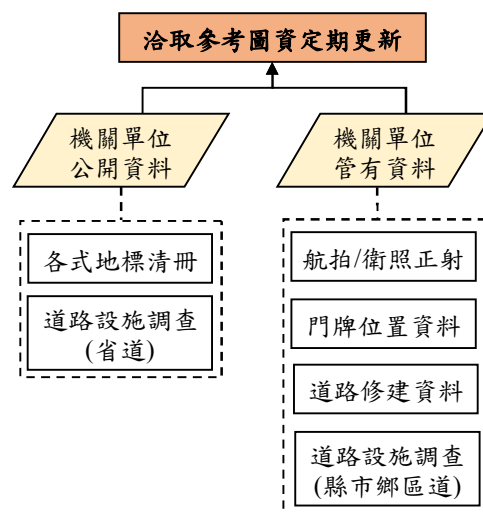 洽取參考圖資定期更新
機關單位
公開資料
機關單位
管有資料
各式地標清冊
道路設施調查
(省道)
航拍/衛照正射
門牌位置資料
道路修建資料
道路設施調查
(縣市鄉區道)